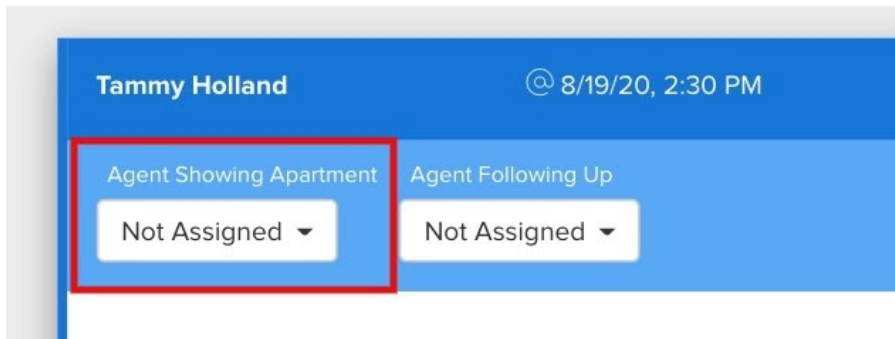 Tammy Holland
@ 8/19/20, 2:30 PM
Agent Showing Apartment
Agent Following Up
Not Assigned
Not Assigned